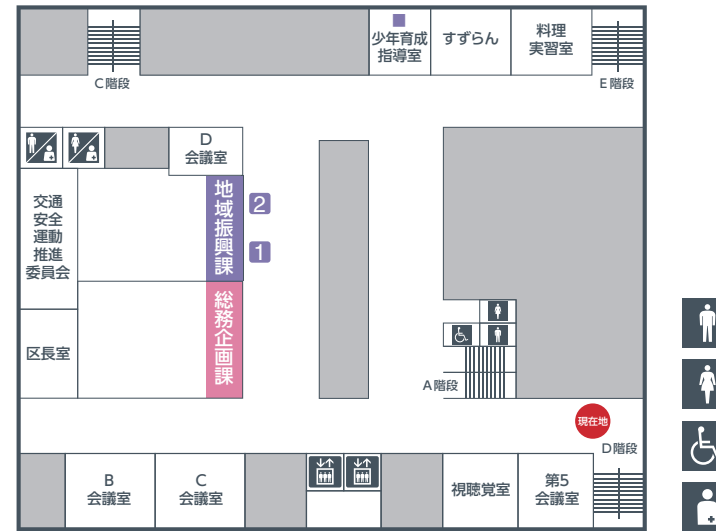 少年育成
指導室
すずらん
料理
実習室
C階段
E階段
D
会議室
交通
安全
運動
推進
委員会
地域振興課
2
1
総務企画課
区長室
A階段
現在地
D階段
B
会議室
C
会議室
視聴覚室
第5
会議室